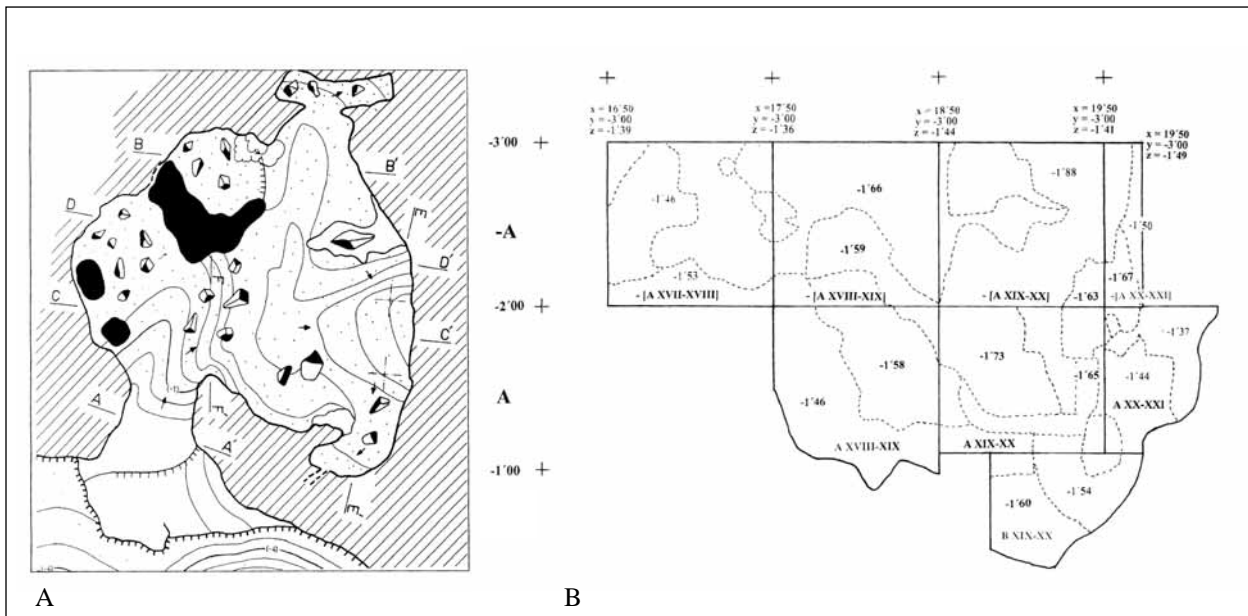 B
B'
E
D
-A
D'
C
E
C'
(-1)
A
E'
A
A'
E'
(-2)
(-2)
A
-3´00
-2´00
-1´00
x = 16´50
y = -3´00
z = -1´39
x =17´50
y = -3´00
z = -1´36
x = 18´50
y = -3´00
z = -1´44
x = 19´50
y = -3´00
z = -1´41
x = 19´50
y = -3´00
z = -1´49
-1´46
-1´66
-1´88
-1´59
-1´50
-1´53
-1´67
- [A XVII-XVIII]
- [A XVIII-XIX]
- [A XIX-XX]
-1´63
-[A XX-XXI]
-1´37
-1´58
-1´73
-1´65
-1´44
-1´46
A XX-XXI
A XVIII-XIX
A XIX-XX
-1´54
-1´60
B XIX-XX
B